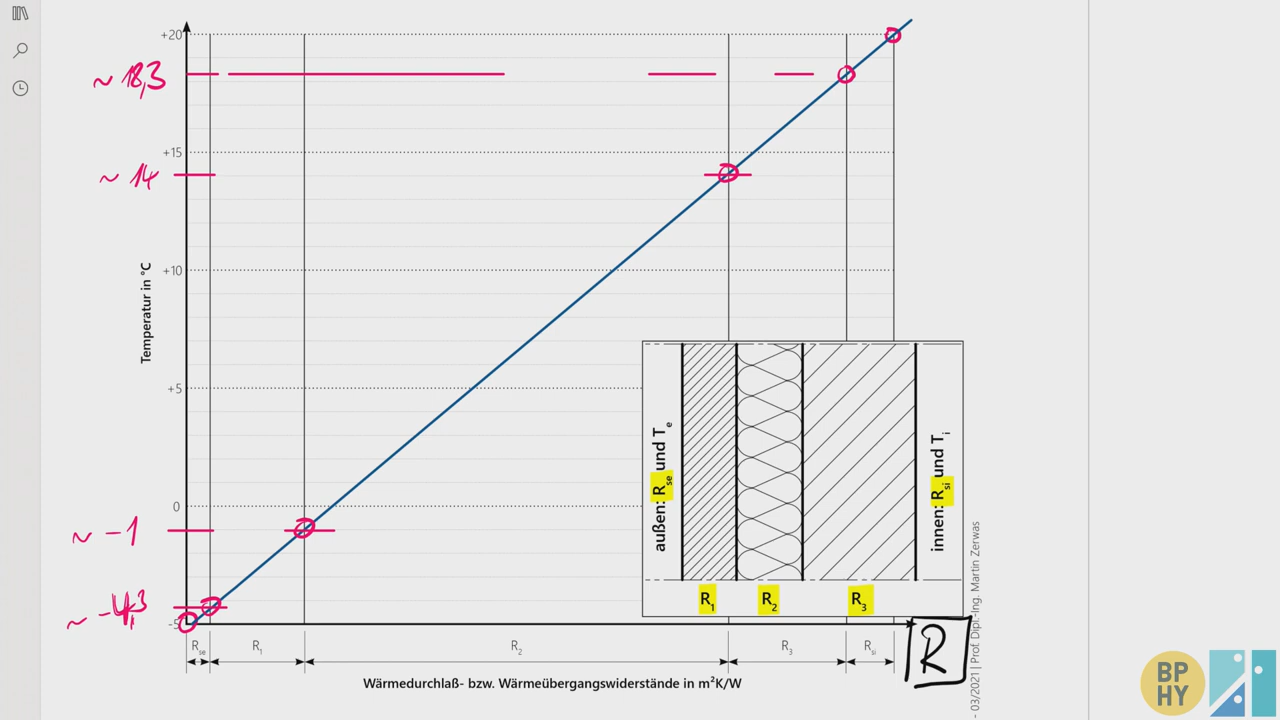 +20
~ 18,3
+15
~ 14
+10
Temperatur in °C
+5
0
~ -1
~ -4,3
-5
außen: Rse und Te
innen: Rsi und Ti
R1 R2 R3
Rse R1 R2 R3 Rsi
R
Wärmedurchlaß- bzw. Wärmeübergangswiderstände in m²K/W
- 03/2021 | Prof. Dipl.-Ing. Martin Zerwas
BP
HY